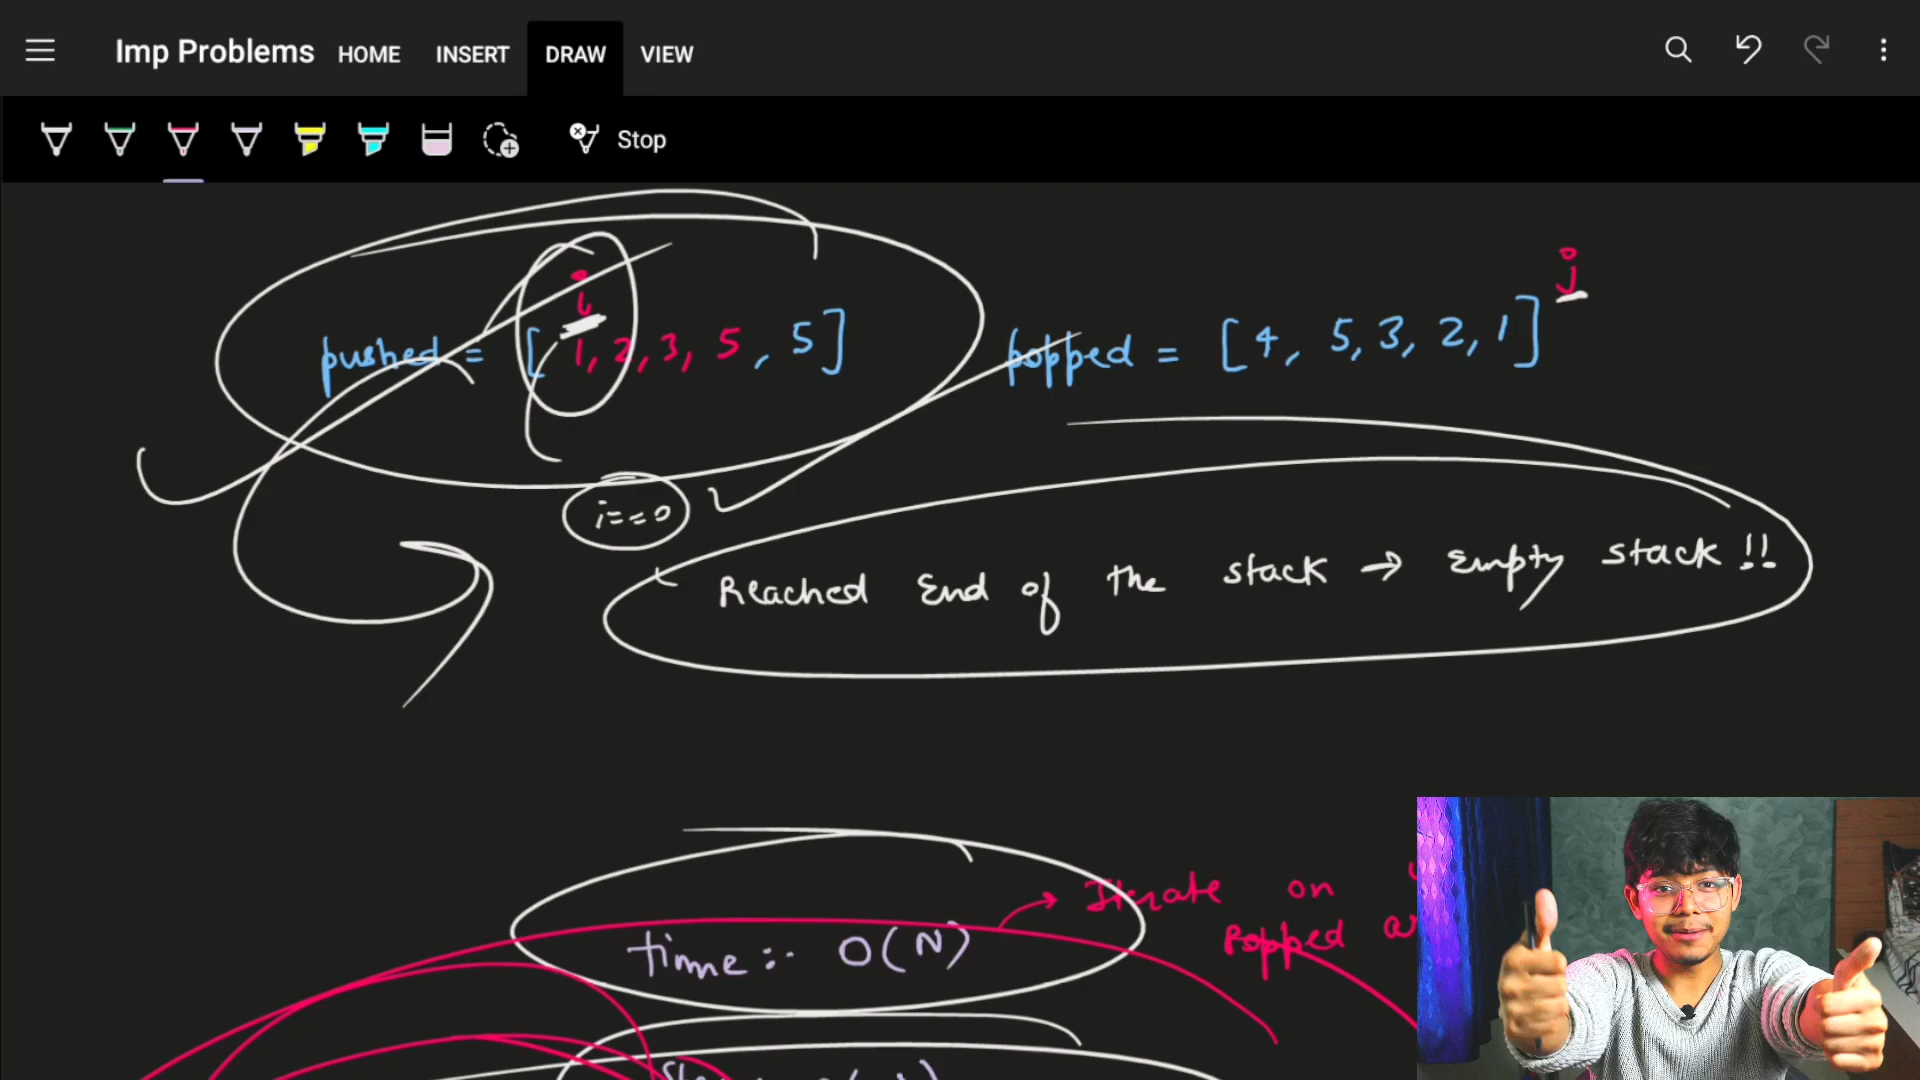 Imp Problems HOME INSERT DRAW VIEW
Stop
i
j
pushed = [1, 2, 3, 5, 5] popped = [4, 5, 3, 2, 1]
i==0
Reached End of the stack → Empty stack!!
Iterate on
time:- O(N) Popped